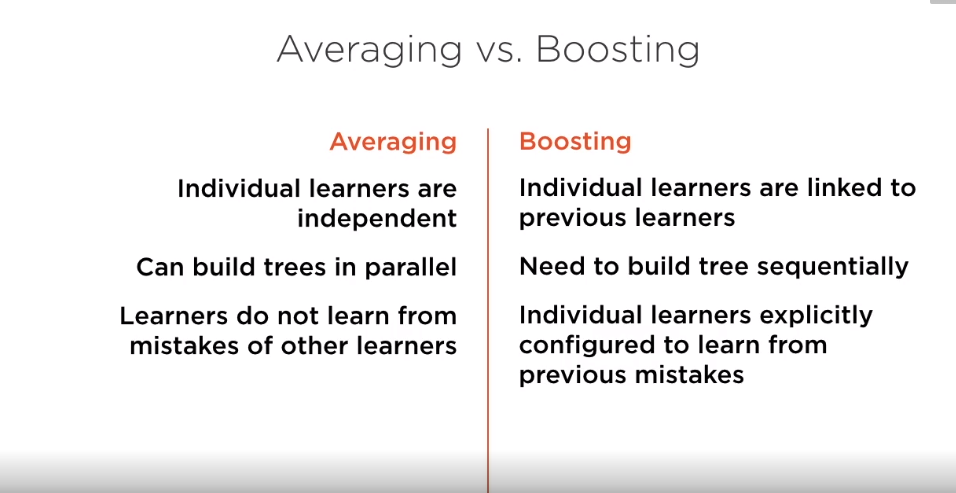 Averaging vs. Boosting
Averaging
Individual learners are
independent
Can build trees in parallel
Learners do not learn from
mistakes of other learners
Boosting
Individual learners are linked to
previous learners
Need to build tree sequentially
Individual learners explicitly
configured to learn from
previous mistakes